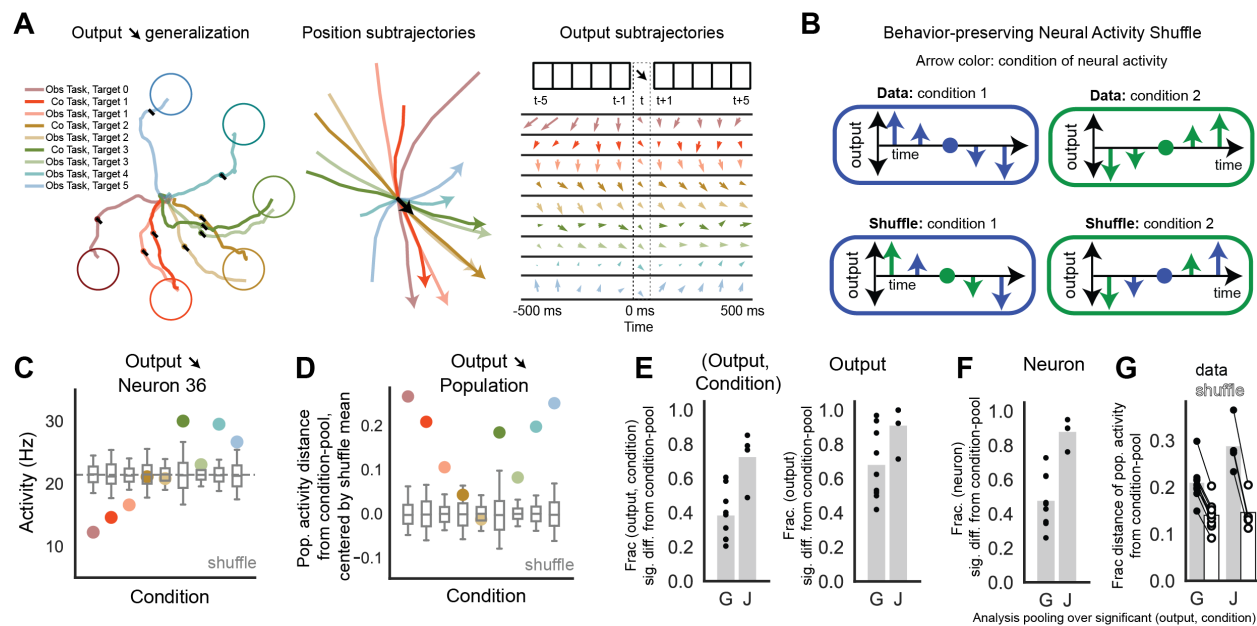 A
Output ↘ generalization
Position subtrajectories
Output subtrajectories
Obs Task, Target 0
Co Task, Target 1
Obs Task, Target 1
Co Task, Target 2
Obs Task, Target 2
Co Task, Target 3
Obs Task, Target 3
Obs Task, Target 4
Obs Task, Target 5
t-5
t-1
t
t+1
t+5
-500 ms
0 ms
500 ms
Time
B
Behavior-preserving Neural Activity Shuffle
Arrow color: condition of neural activity
Data: condition 1
output
time
Data: condition 2
output
time
Shuffle: condition 1
output
time
Shuffle: condition 2
output
time
C
Output ↘
Neuron 36
Activity (Hz)
30
20
10
shuffle
Condition
D
Output ↘
Population
Pop. activity distance
from condition-pool,
centered by shuffle mean
0.2
0.1
0.0
−0.1
shuffle
Condition
E
(Output,
Condition)
Frac (output, condition)
sig. diff. from condition-pool
1.0
0.8
0.6
0.4
0.2
0.0
G J
Output
Frac. (output)
sig. diff. from condition-pool
1.0
0.8
0.6
0.4
0.2
0.0
G J
F
Neuron
Frac. (neuron)
sig. diff. from condition-pool
1.0
0.8
0.6
0.4
0.2
0.0
G J
G
data
shuffle
Frac distance of pop. activity
from condition-pool
0.3
0.2
0.1
0.0
G J
Analysis pooling over significant (output, condition)